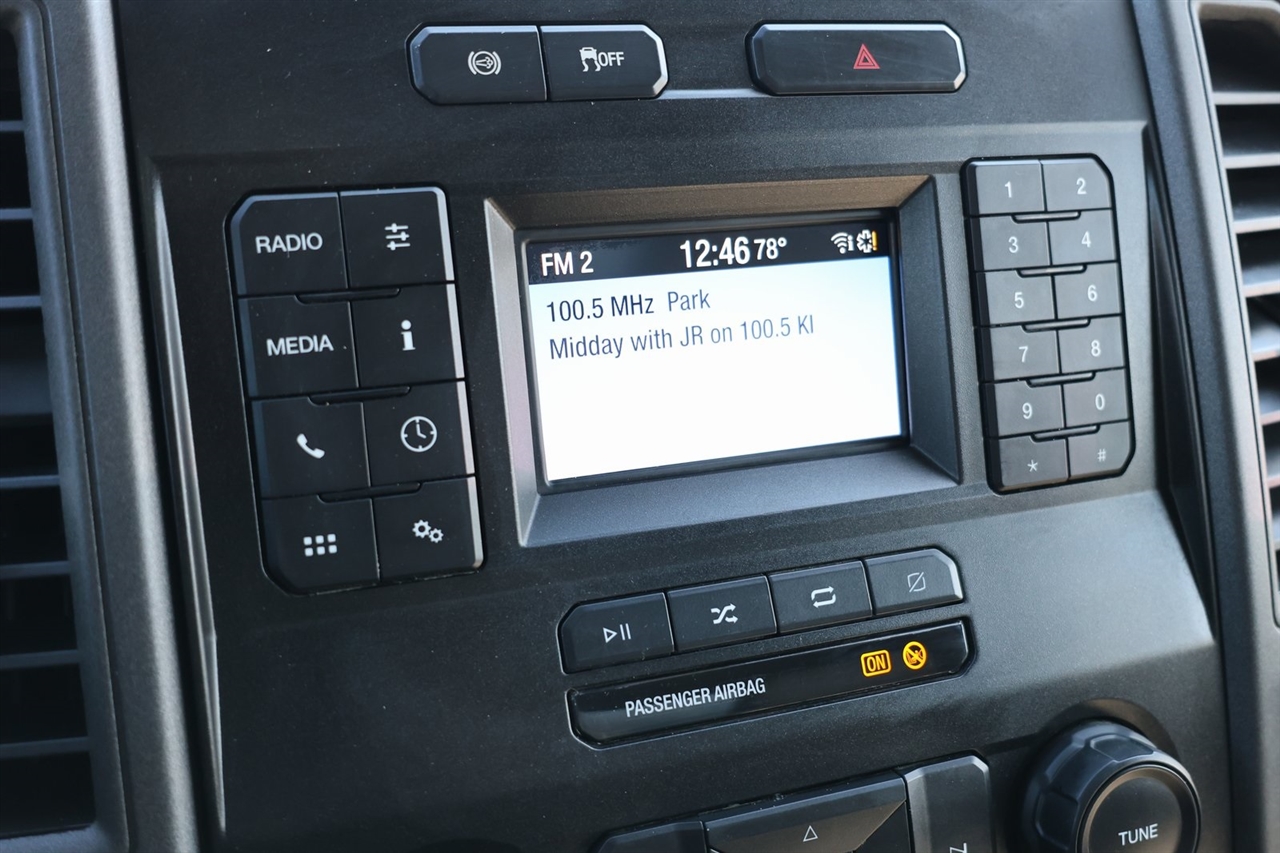 OFF
RADIO
MEDIA
FM 2 12:46 78°
100.5 MHz Park
Midday with JR on 100.5 KI
1 2
3 4
5 6
7 8
9 0
* #
PASSENGER AIRBAG ON
TUNE